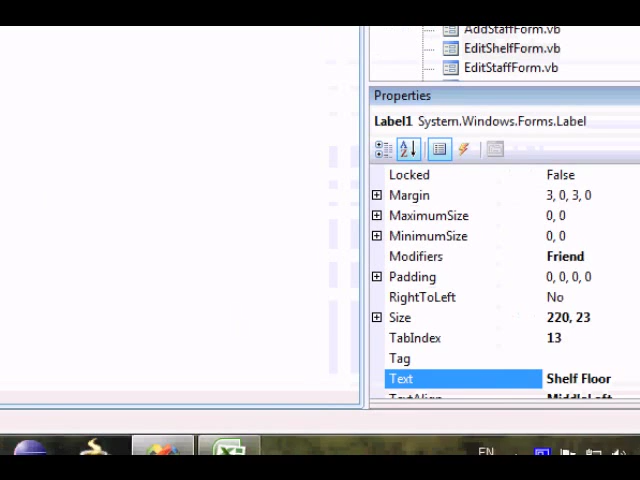 AddStaffForm.vb
EditShelfForm.vb
EditStaffForm.vb
Properties
Label1 System.Windows.Forms.Label
Locked False
Margin 3, 0, 3, 0
MaximumSize 0, 0
MinimumSize 0, 0
Modifiers Friend
Padding 0, 0, 0, 0
RightToLeft No
Size 220, 23
TabIndex 13
Tag
Text Shelf Floor
TextAlign MiddleLeft
EN